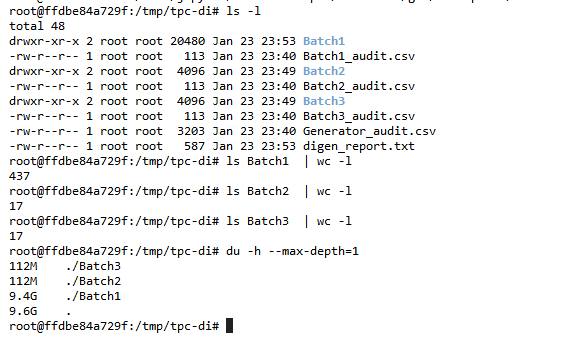 root@ffdbe84a729f:/tmp/tpc-di# ls -l
total 48
drwxr-xr-x 2 root root 20480 Jan 23 23:53 Batch1
-rw-r--r-- 1 root root   113 Jan 23 23:40 Batch1_audit.csv
drwxr-xr-x 2 root root  4096 Jan 23 23:49 Batch2
-rw-r--r-- 1 root root   113 Jan 23 23:40 Batch2_audit.csv
drwxr-xr-x 2 root root  4096 Jan 23 23:49 Batch3
-rw-r--r-- 1 root root   113 Jan 23 23:40 Batch3_audit.csv
-rw-r--r-- 1 root root  3203 Jan 23 23:40 Generator_audit.csv
-rw-r--r-- 1 root root   587 Jan 23 23:53 digen_report.txt
root@ffdbe84a729f:/tmp/tpc-di# ls Batch1  | wc -l
437
root@ffdbe84a729f:/tmp/tpc-di# ls Batch2  | wc -l
17
root@ffdbe84a729f:/tmp/tpc-di# ls Batch3  | wc -l
17
root@ffdbe84a729f:/tmp/tpc-di# du -h --max-depth=1
112M    ./Batch3
112M    ./Batch2
9.4G    ./Batch1
9.6G    .
root@ffdbe84a729f:/tmp/tpc-di#